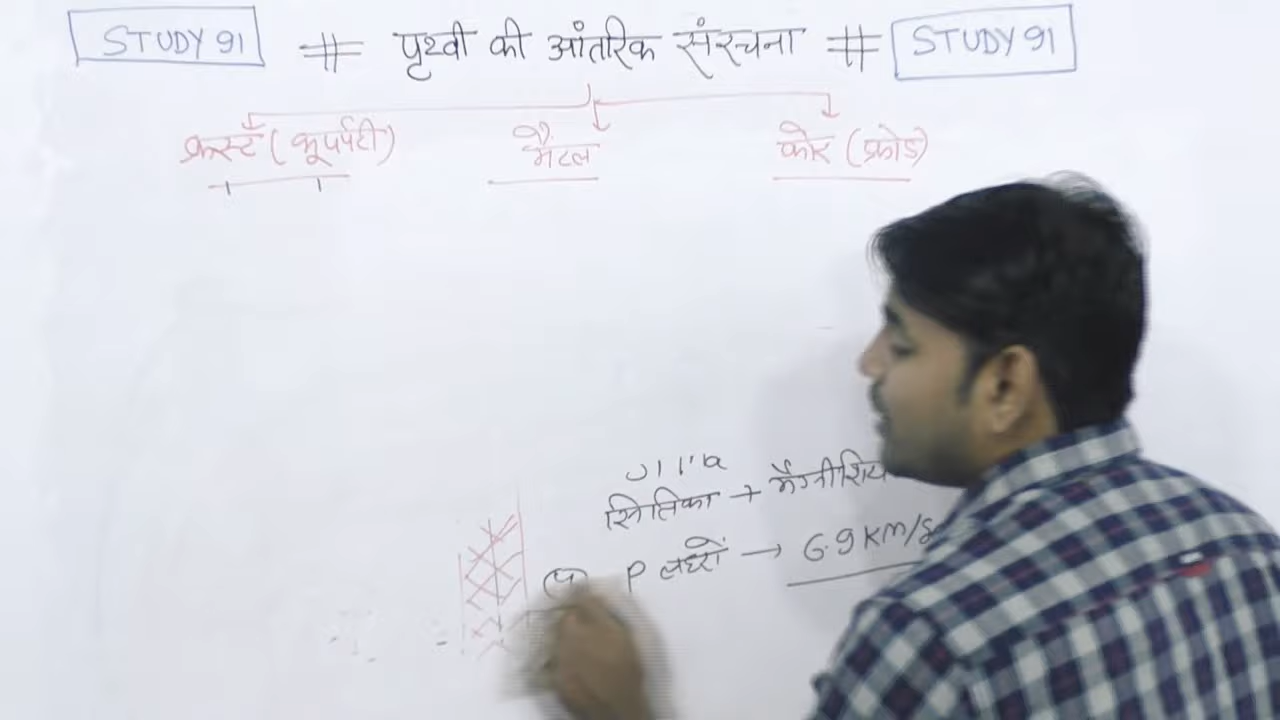 STUDY 91 # पृथ्वी की आंतरिक संरचना # STUDY 91
क्रस्ट (भूपर्पटी) मैंटल कोर (क्रोड)
सिलिका + मैग्नीशिय
P लहरों → 6.9 KM/S